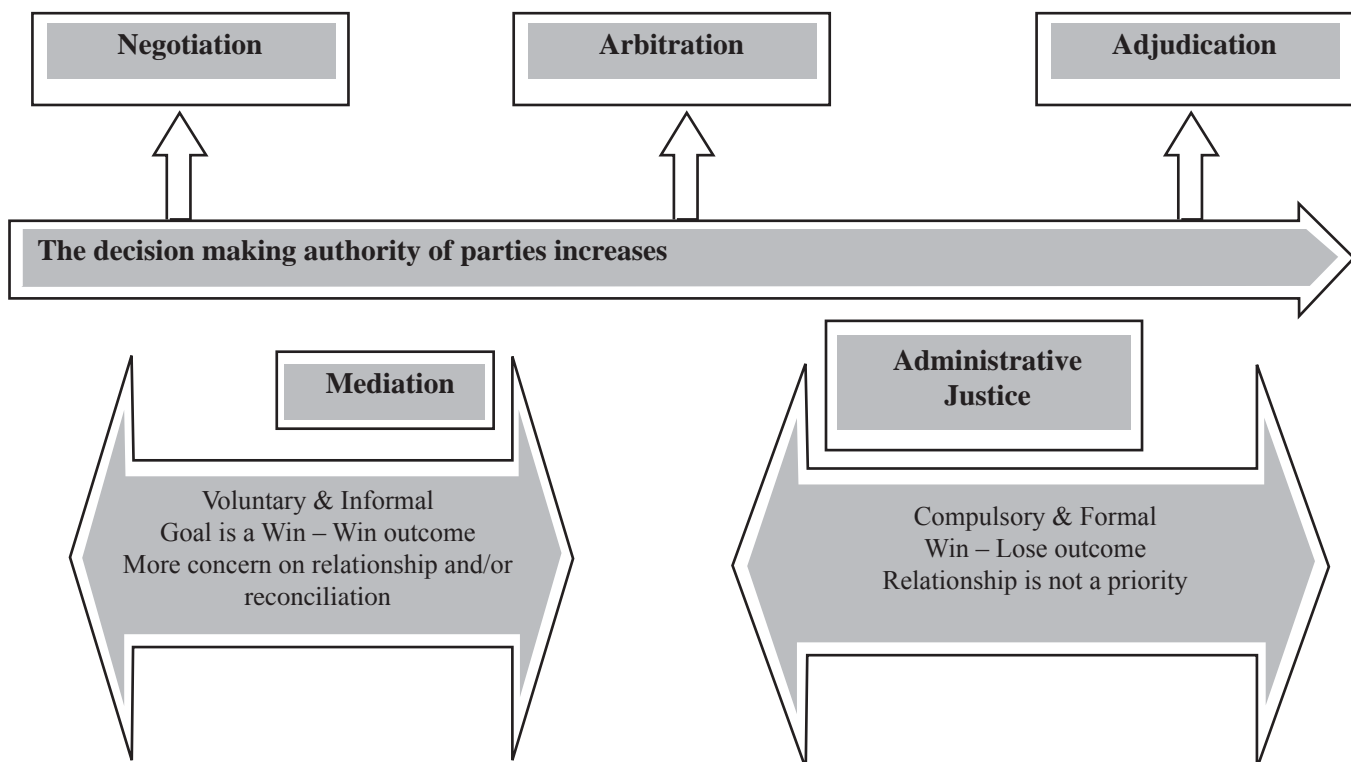 Negotiation
Arbitration
Adjudication
The decision making authority of parties increases
Mediation
Voluntary & Informal
Goal is a Win – Win outcome
More concern on relationship and/or
reconciliation
Administrative
Justice
Compulsory & Formal
Win – Lose outcome
Relationship is not a priority